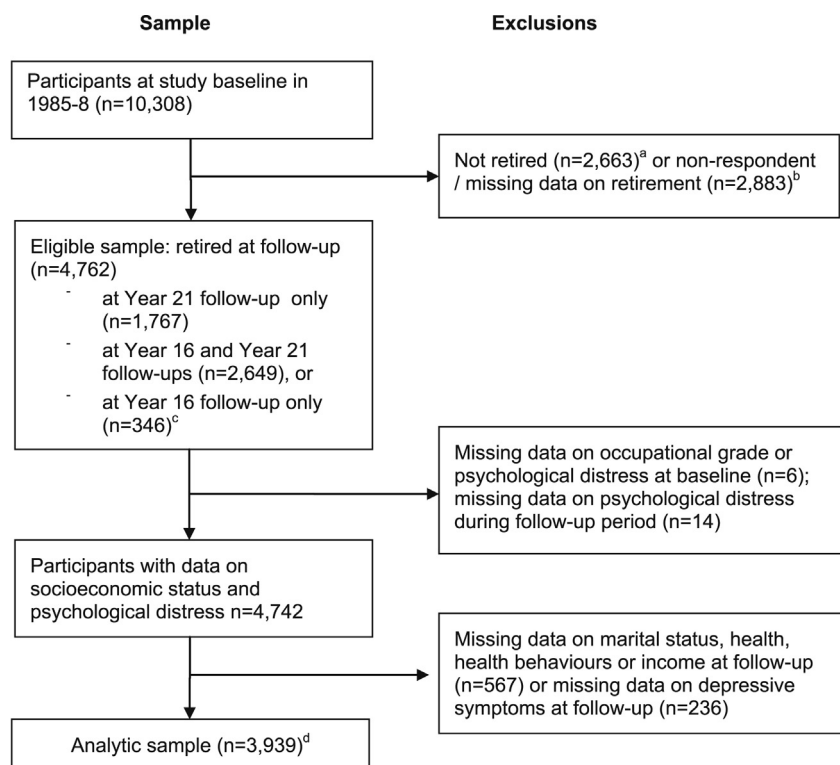 Sample
Exclusions
Participants at study baseline in
1985-8 (n=10,308)
Not retired (n=2,663)ᵃ or non-respondent
/ missing data on retirement (n=2,883)ᵇ
Eligible sample: retired at follow-up
(n=4,762)
- at Year 21 follow-up only
(n=1,767)
- at Year 16 and Year 21
follow-ups (n=2,649), or
- at Year 16 follow-up only
(n=346)ᶜ
Missing data on occupational grade or
psychological distress at baseline (n=6);
missing data on psychological distress
during follow-up period (n=14)
Participants with data on
socioeconomic status and
psychological distress n=4,742
Missing data on marital status, health,
health behaviours or income at follow-up
(n=567) or missing data on depressive
symptoms at follow-up (n=236)
Analytic sample (n=3,939)ᵈ